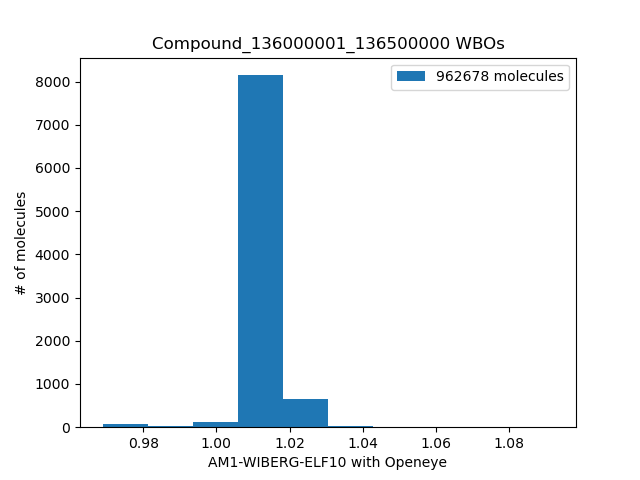 Compound_136000001_136500000 WBOs
962678 molecules
# of molecules
8000
7000
6000
5000
4000
3000
2000
1000
0
0.98 1.00 1.02 1.04 1.06 1.08
AM1-WIBERG-ELF10 with Openeye